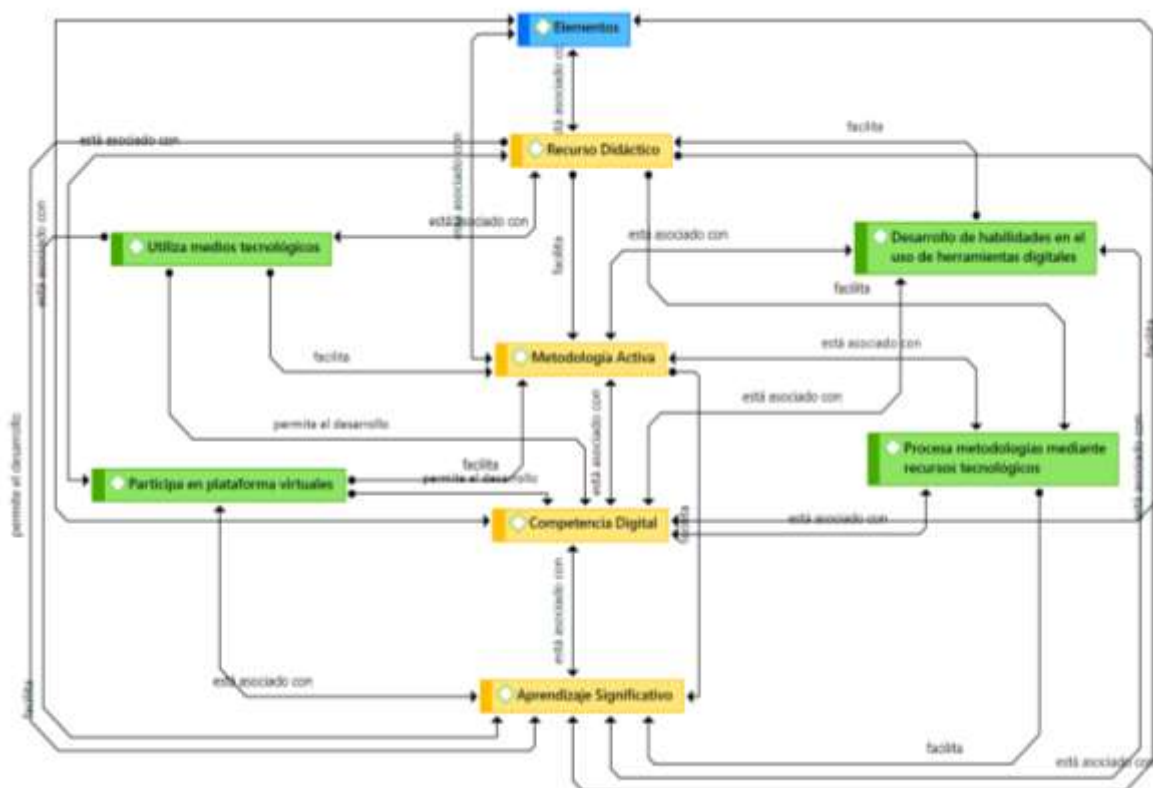 Elementos
está asociado con
Recurso Didáctico
está asociado con
facilita
está asociado con
está asociado con
está asociado con
Utiliza medios tecnológicos
está asociado con
Desarrollo de habilidades en el
uso de herramientas digitales
facilita
facilita
facilita
Metodología Activa
facilita
está asociado con
está asociado con
está asociado con
permite el desarrollo
permite el desarrollo
facilita
Participa en plataforma virtuales
permite el desarrollo
Procesa metodologías mediante
recursos tecnológicos
está asociado con
Competencia Digital
facilita
está asociado con
está asociado con
Aprendizaje Significativo
está asociado con
facilita
facilita
está asociado con